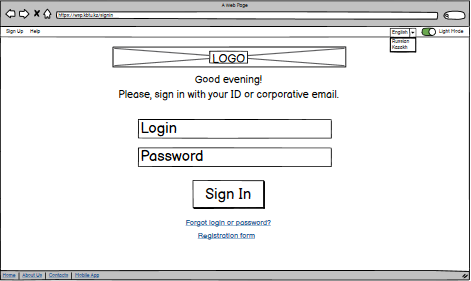 A Web Page
https://wsp.kbtu.kz/signin
Sign Up Help English Light Mode
Russian
Kazakh
LOGO
Good evening!
Please, sign in with your ID or corporative email.
Login
Password
Sign In
Forgot login or password?
Registration form
Home About Us Contacts Mobile App